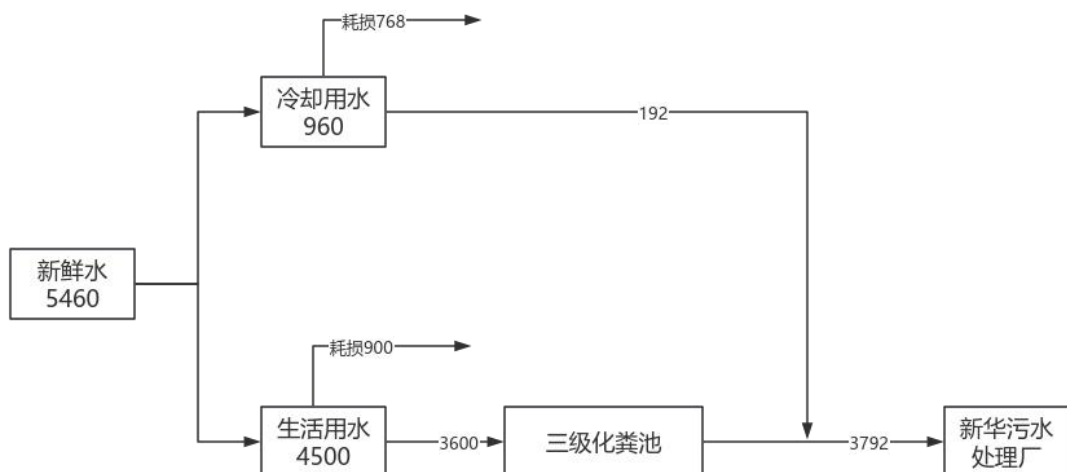 耗损768
冷却用水
960
192
新鲜水
5460
耗损900
生活用水
4500
3600
三级化粪池
3792
新华污水
处理厂